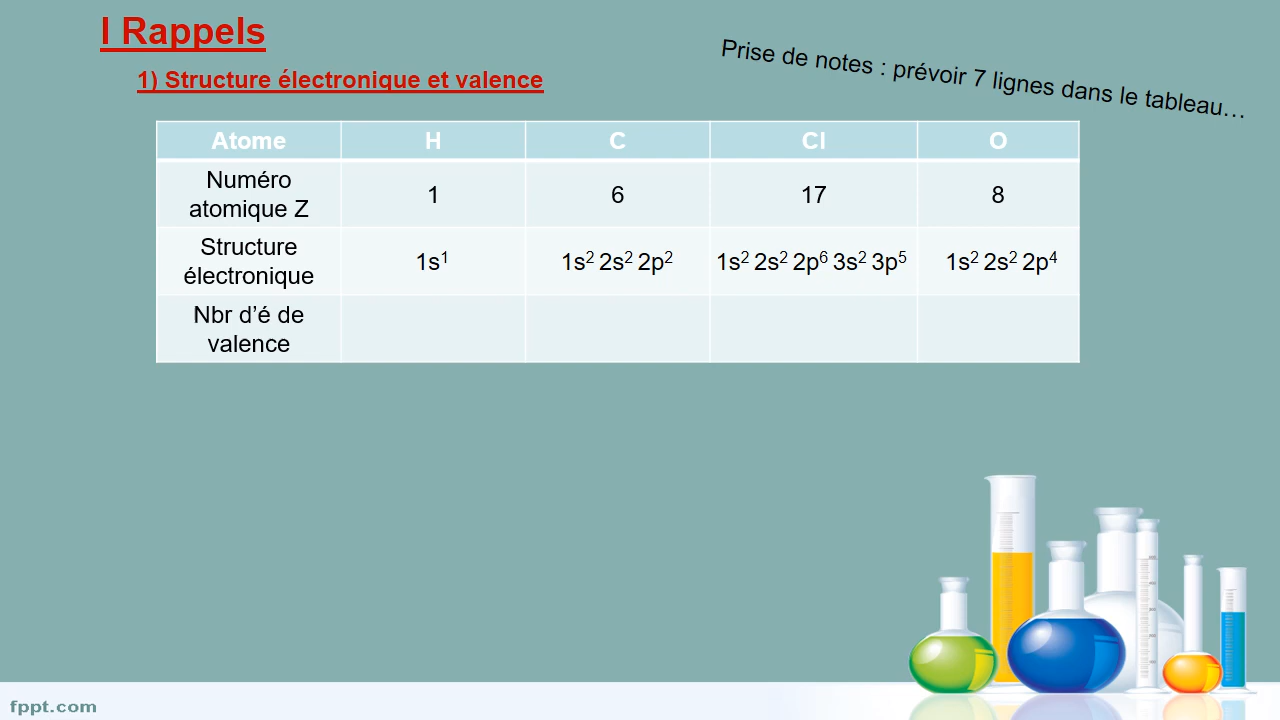 I Rappels
Prise de notes : prévoir 7 lignes dans le tableau…
1) Structure électronique et valence
Atome H C Cl O
Numéro
atomique Z
1 6 17 8
Structure
électronique
1s¹ 1s² 2s² 2p² 1s² 2s² 2p⁶ 3s² 3p⁵ 1s² 2s² 2p⁴
Nbr d’é de
valence
fppt.com